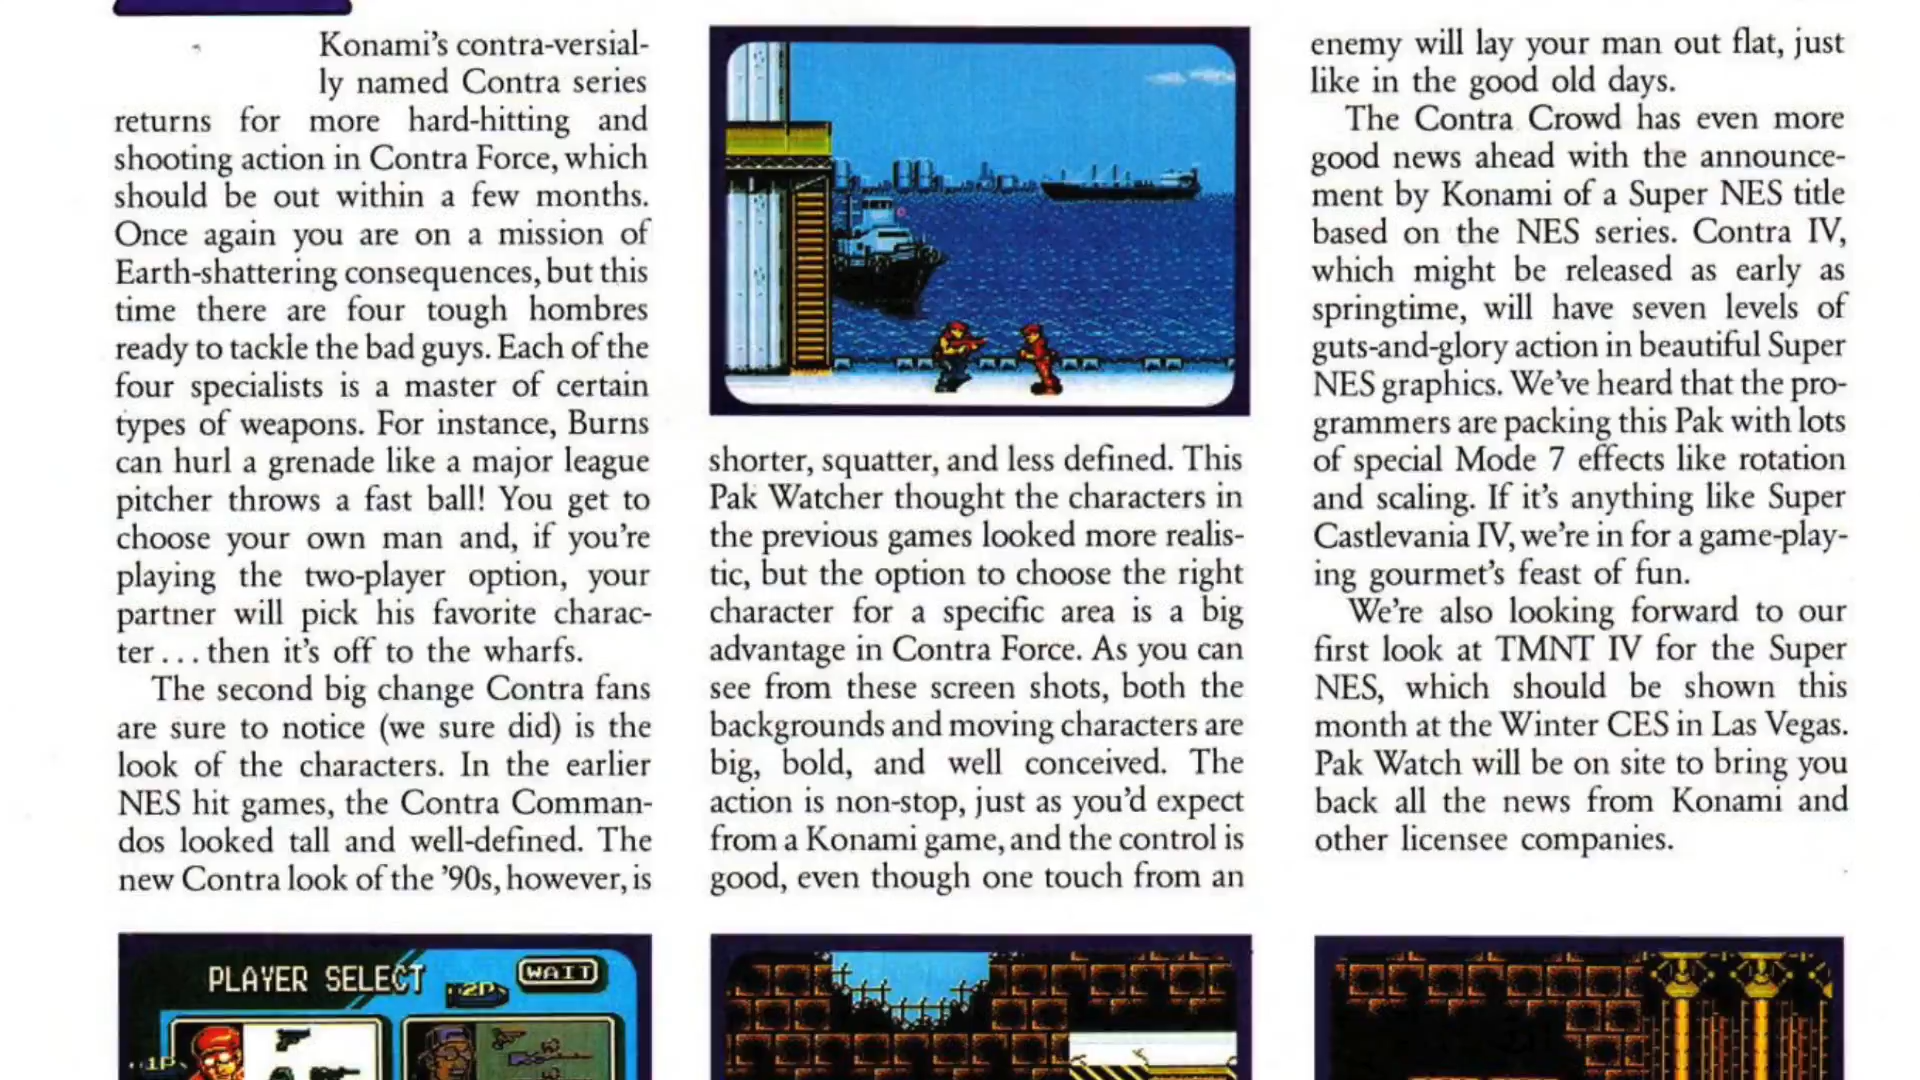 Konami's contra-versial-
ly named Contra series
returns for more hard-hitting and
shooting action in Contra Force, which
should be out within a few months.
Once again you are on a mission of
Earth-shattering consequences, but this
time there are four tough hombres
ready to tackle the bad guys. Each of the
four specialists is a master of certain
types of weapons. For instance, Burns
can hurl a grenade like a major league
pitcher throws a fast ball! You get to
choose your own man and, if you're
playing the two-player option, your
partner will pick his favorite charac-
ter... then it's off to the wharfs.
The second big change Contra fans
are sure to notice (we sure did) is the
look of the characters. In the earlier
NES hit games, the Contra Comman-
dos looked tall and well-defined. The
new Contra look of the '90s, however, is
shorter, squatter, and less defined. This
Pak Watcher thought the characters in
the previous games looked more realis-
tic, but the option to choose the right
character for a specific area is a big
advantage in Contra Force. As you can
see from these screen shots, both the
backgrounds and moving characters are
big, bold, and well conceived. The
action is non-stop, just as you'd expect
from a Konami game, and the control is
good, even though one touch from an
enemy will lay your man out flat, just
like in the good old days.
The Contra Crowd has even more
good news ahead with the announce-
ment by Konami of a Super NES title
based on the NES series. Contra IV,
which might be released as early as
springtime, will have seven levels of
guts-and-glory action in beautiful Super
NES graphics. We've heard that the pro-
grammers are packing this Pak with lots
of special Mode 7 effects like rotation
and scaling. If it's anything like Super
Castlevania IV, we're in for a game-play-
ing gourmet's feast of fun.
We're also looking forward to our
first look at TMNT IV for the Super
NES, which should be shown this
month at the Winter CES in Las Vegas.
Pak Watch will be on site to bring you
back all the news from Konami and
other licensee companies.
PLAYER SELECT
WAIT
2P
1P